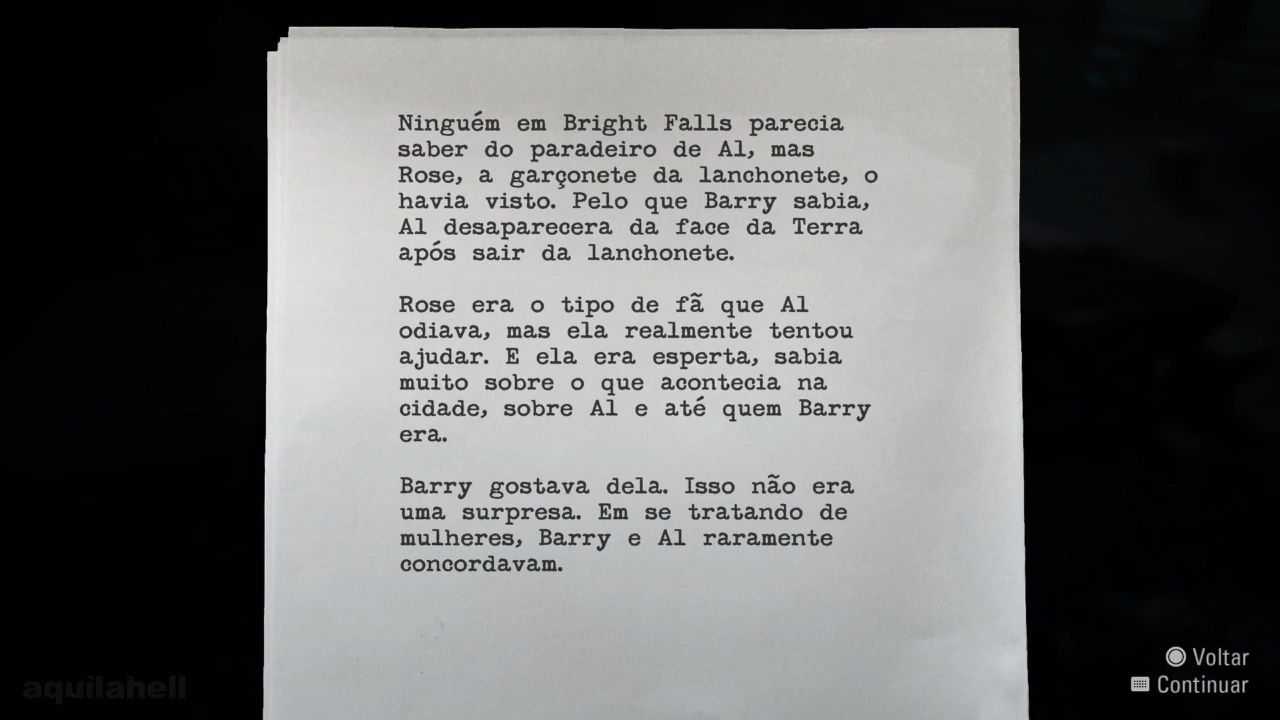 Ninguém em Bright Falls parecia
saber do paradeiro de Al, mas
Rose, a garçonete da lanchonete, o
havia visto. Pelo que Barry sabia,
Al desaparecera da face da Terra
após sair da lanchonete.
Rose era o tipo de fã que Al
odiava, mas ela realmente tentou
ajudar. E ela era esperta, sabia
muito sobre o que acontecia na
cidade, sobre Al e até quem Barry
era.
Barry gostava dela. Isso não era
uma surpresa. Em se tratando de
mulheres, Barry e Al raramente
concordavam.
Voltar
Continuar
aquilahell